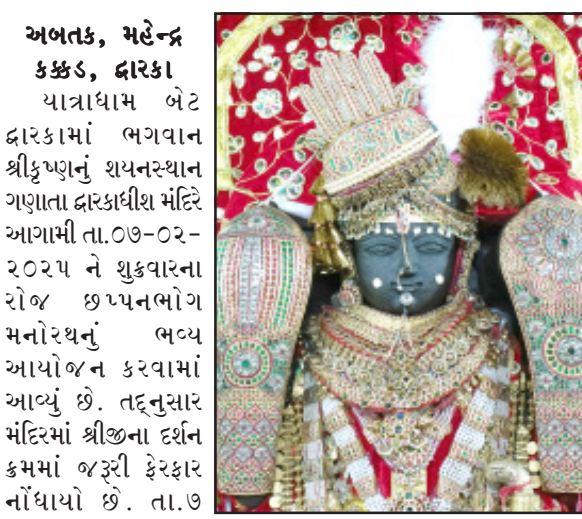 અબતક, મહેન્દ્ર
કક્કડ, દ્વારકા
યાત્રાધામ બેટ
દ્વારકામાં ભગવાન
શ્રીકૃષ્ણનું શયનસ્થાન
ગણાતા દ્વારકાધીશ મંદિરે
આગામી તા.૦૭-૦૨-
૨૦૨૫ ને શુક્રવારના
રોજ છપ્પનભોગ
મનોરથનું ભવ્ય
આયોજન કરવામાં
આવ્યું છે. તદ્નુસાર
મંદિરમાં શ્રીજીના દર્શન
ક્રમમાં જરૂરી ફેરફાર
નોંધાયો છે. તા.૭